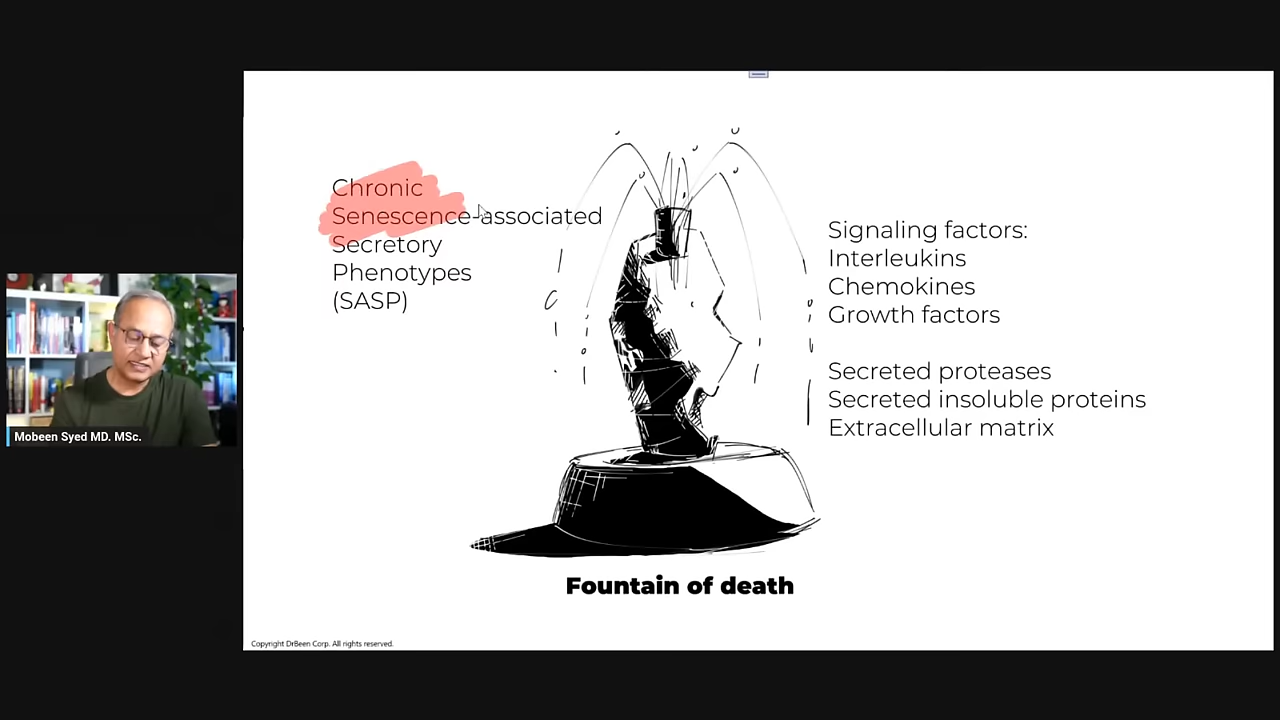 Chronic
Senescence-associated
Secretory
Phenotypes
(SASP)
Signaling factors:
Interleukins
Chemokines
Growth factors
Secreted proteases
Secreted insoluble proteins
Extracellular matrix
Mobeen Syed MD. MSc.
Fountain of death
Copyright DrBeen Corp. All rights reserved.